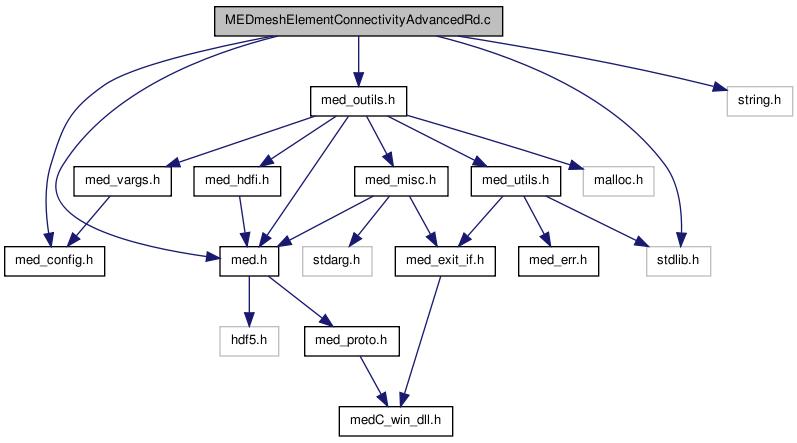 MEDmeshElementConnectivityAdvancedRd.c
med_outils.h
string.h
med_vargs.h
med_hdfi.h
med_misc.h
med_utils.h
malloc.h
med_config.h
med.h
stdarg.h
med_exit_if.h
med_err.h
stdlib.h
hdf5.h
med_proto.h
medC_win_dll.h